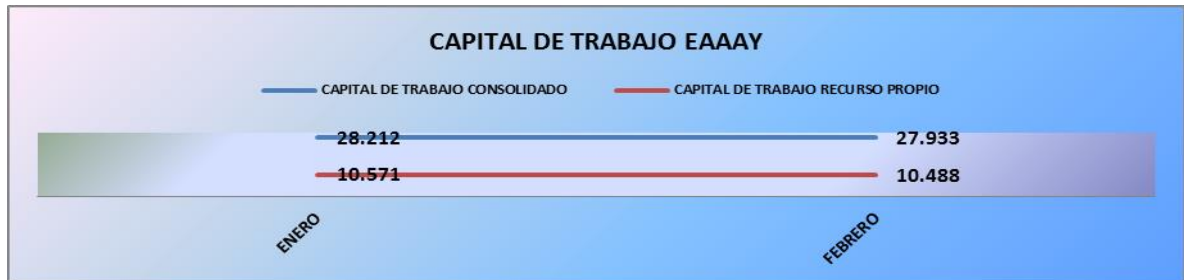 CAPITAL DE TRABAJO EAAAY
CAPITAL DE TRABAJO CONSOLIDADO CAPITAL DE TRABAJO RECURSO PROPIO
28.212 27.933
10.571 10.488
ENERO FEBRERO